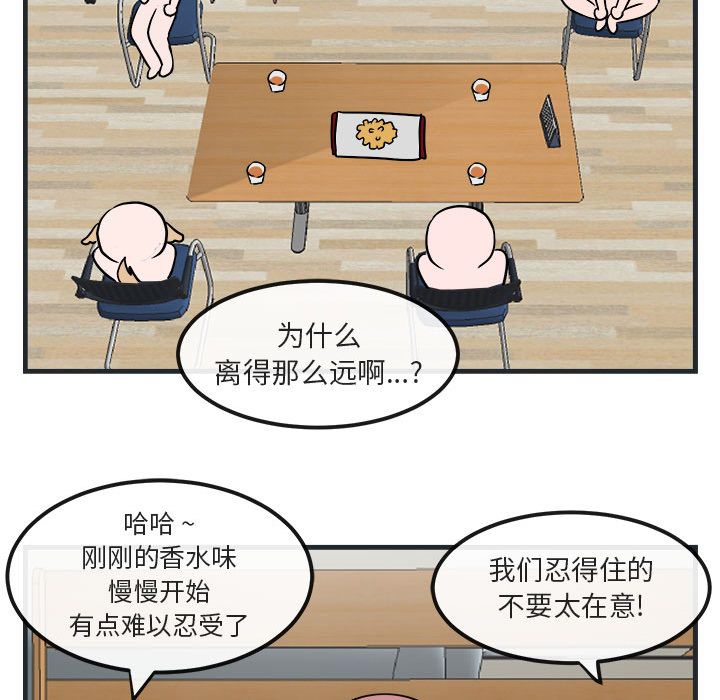 为什么
离得那么远啊...?
哈哈~
刚刚的香水味
慢慢开始
有点难以忍受了
我们忍得住的
不要太在意!